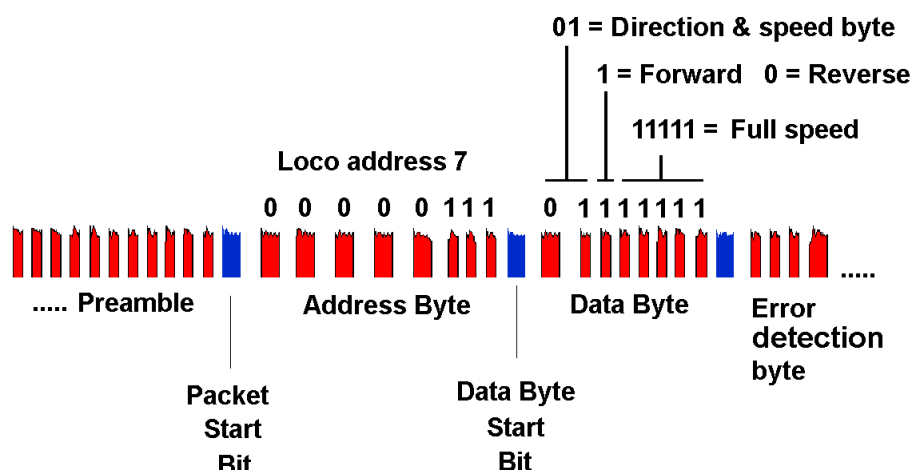 01 = Direction & speed byte
1 = Forward 0 = Reverse
11111 = Full speed
Loco address 7
0 0 0 0 0 1 1 1 0 1 1 1 1 1 1 1
..... Preamble
Address Byte
Data Byte
Error
detection
byte
.....
Packet
Start
Bit
Data Byte
Start
Bit